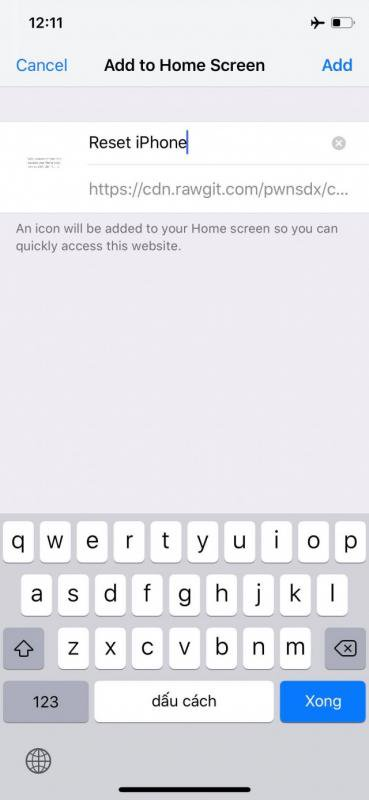 12:11
Cancel Add to Home Screen Add
Reset iPhone
https://cdn.rawgit.com/pwnsdx/c...
An icon will be added to your Home screen so you can
quickly access this website.
q w e r t y u i o p
a s d f g h j k l
z x c v b n m
123 dấu cách Xong